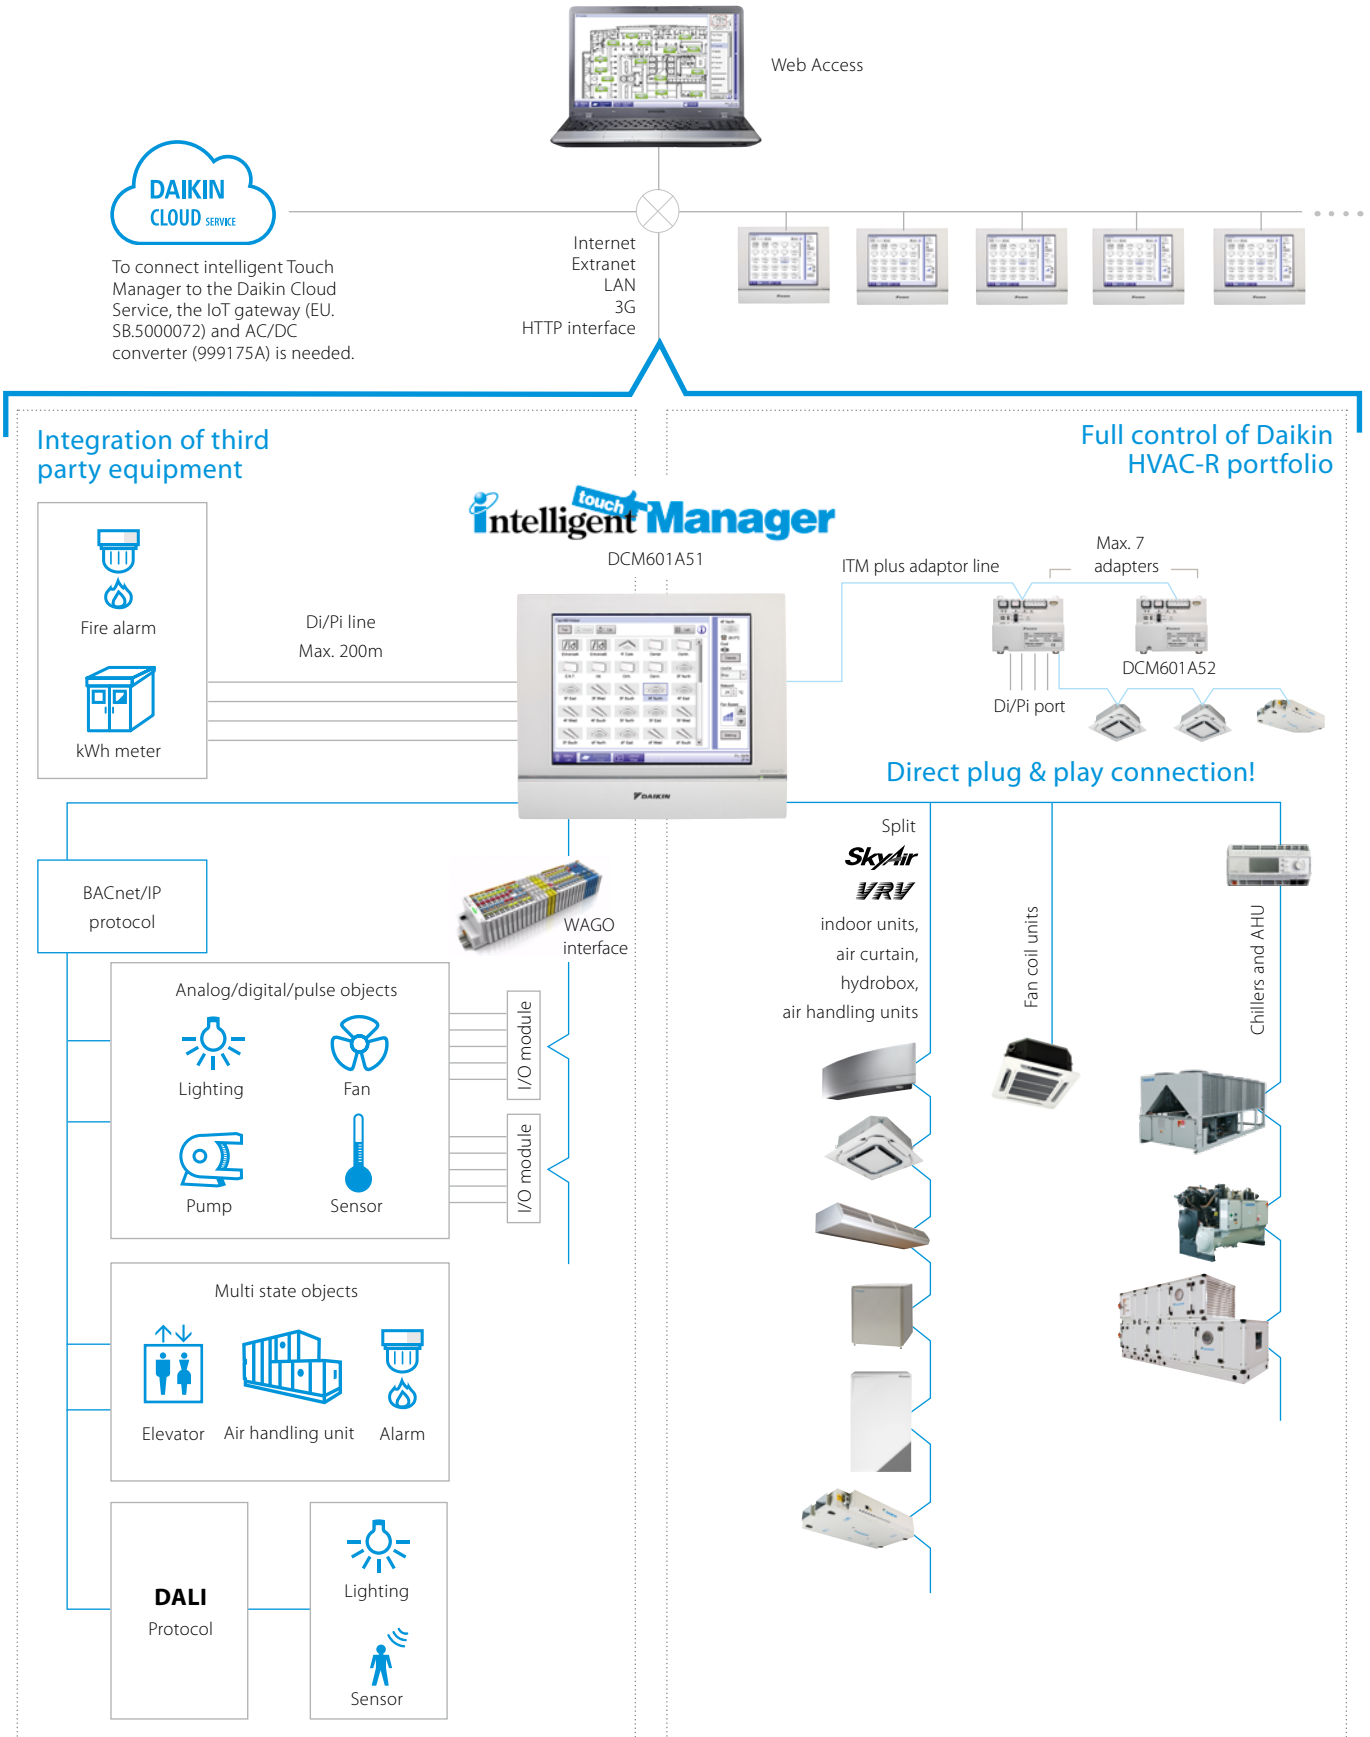 Web Access
DAIKIN
CLOUD SERVICE
To connect intelligent Touch
Manager to the Daikin Cloud
Service, the IoT gateway (EU.
SB.5000072) and AC/DC
converter (999175A) is needed.
Internet
Extranet
LAN
3G
HTTP interface
Integration of third
party equipment
Full control of Daikin
HVAC-R portfolio
intelligent touch Manager
DCM601A51
Fire alarm
kWh meter
Di/Pi line
Max. 200m
ITM plus adaptor line
Max. 7
adapters
DCM601A52
Di/Pi port
DAIKIN
Direct plug & play connection!
BACnet/IP
protocol
WAGO
interface
Split
SkyAir
VRV
indoor units,
air curtain,
hydrobox,
air handling units
Fan coil units
Chillers and AHU
Analog/digital/pulse objects
Lighting
Fan
Pump
Sensor
I/O module
I/O module
Multi state objects
Elevator
Air handling unit
Alarm
DALI
Protocol
Lighting
Sensor